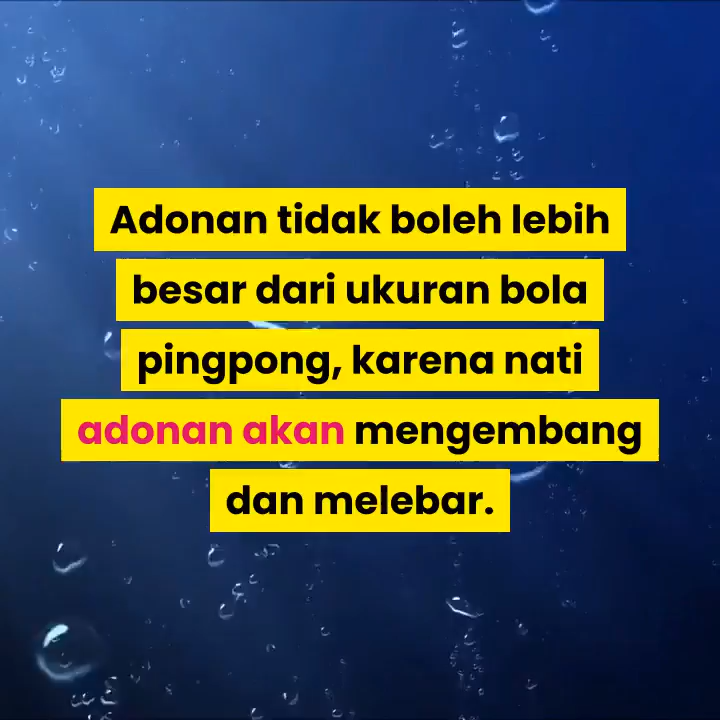 Adonan tidak boleh lebih
besar dari ukuran bola
pingpong, karena nati
adonan akan mengembang
dan melebar.